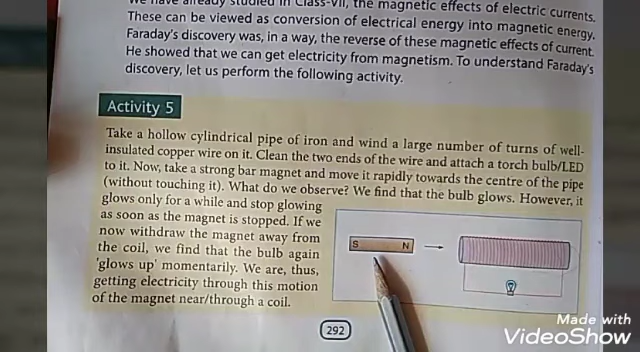 We have already studied in Class-VII, the magnetic effects of electric currents.
These can be viewed as conversion of electrical energy into magnetic energy.
Faraday's discovery was, in a way, the reverse of these magnetic effects of current.
He showed that we can get electricity from magnetism. To understand Faraday's
discovery, let us perform the following activity.
Activity 5
Take a hollow cylindrical pipe of iron and wind a large number of turns of well-
insulated copper wire on it. Clean the two ends of the wire and attach a torch bulb/LED
to it. Now, take a strong bar magnet and move it rapidly towards the centre of the pipe
(without touching it). What do we observe? We find that the bulb glows. However, it
glows only for a while and stop glowing
as soon as the magnet is stopped. If we
now withdraw the magnet away from
the coil, we find that the bulb again
'glows up' momentarily. We are, thus,
getting electricity through this motion
of the magnet near/through a coil.
S N
292
Made with
VideoShow